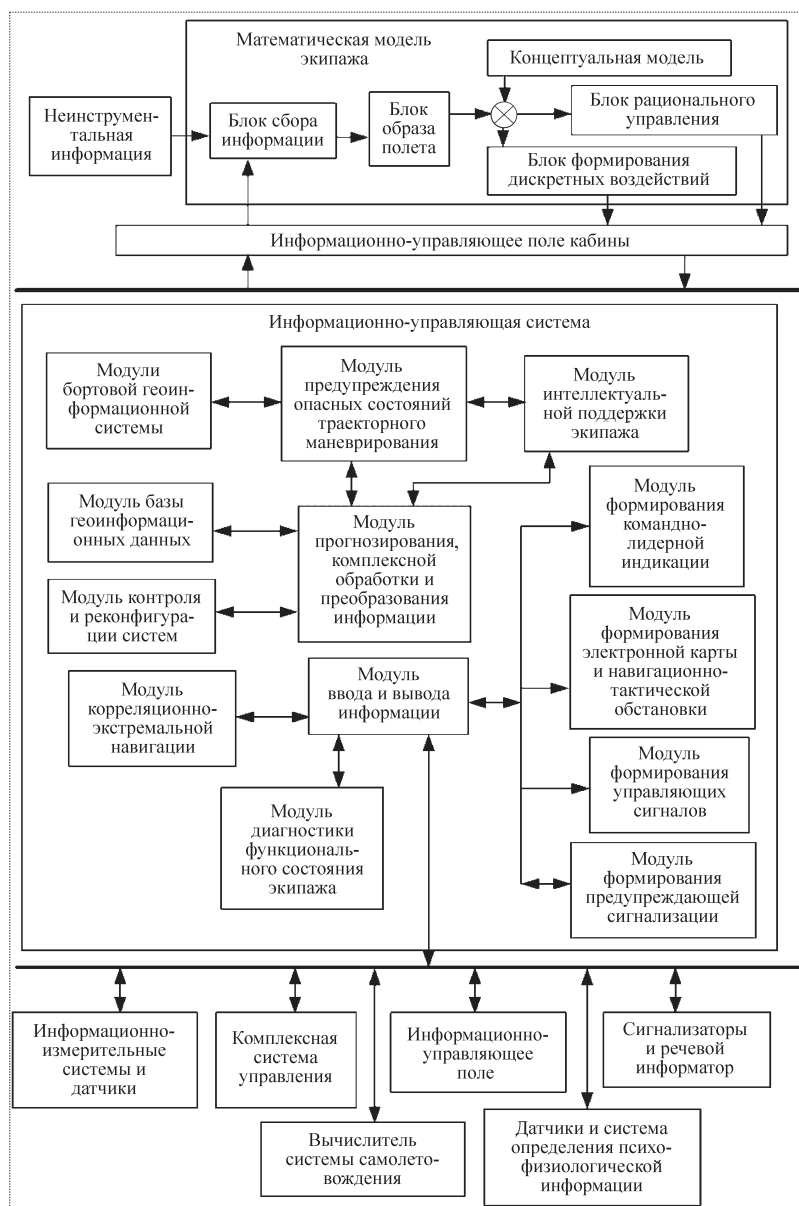 Математическая модель
экипажа
Концептуальная модель
Неинструмен-
тальная
информация
Блок сбора
информации
Блок
образа
полета
Блок рационального
управления
Блок формирования
дискретных воздействий
Информационно-управляющее поле кабины
Информационно-управляющая система
Модули
бортовой геоин-
формационной
системы
Модуль
предупреждения
опасных состояний
траекторного
маневрирования
Модуль
интеллектуаль-
ной поддержки
экипажа
Модуль базы
геоинформаци-
онных данных
Модуль
прогнозирования,
комплексной
обработки и
преобразования
информации
Модуль
формирования
командно-
лидерной
индикации
Модуль контроля
и реконфигура-
ции систем
Модуль
формирования
электронной карты
и навигационно-
тактической
обстановки
Модуль
корреляционно-
экстремальной
навигации
Модуль
ввода и вывода
информации
Модуль
формирования
управляющих
сигналов
Модуль
диагностики
функциональ-
ного состояния
экипажа
Модуль
формирования
предупреждающей
сигнализации
Информационно-
измерительные
системы и
датчики
Комплексная
система
управления
Информационно-
управляющее
поле
Сигнализаторы
и речевой
информатор
Вычислитель
системы самолето-
вождения
Датчики и система
определения психо-
физиологической
информации